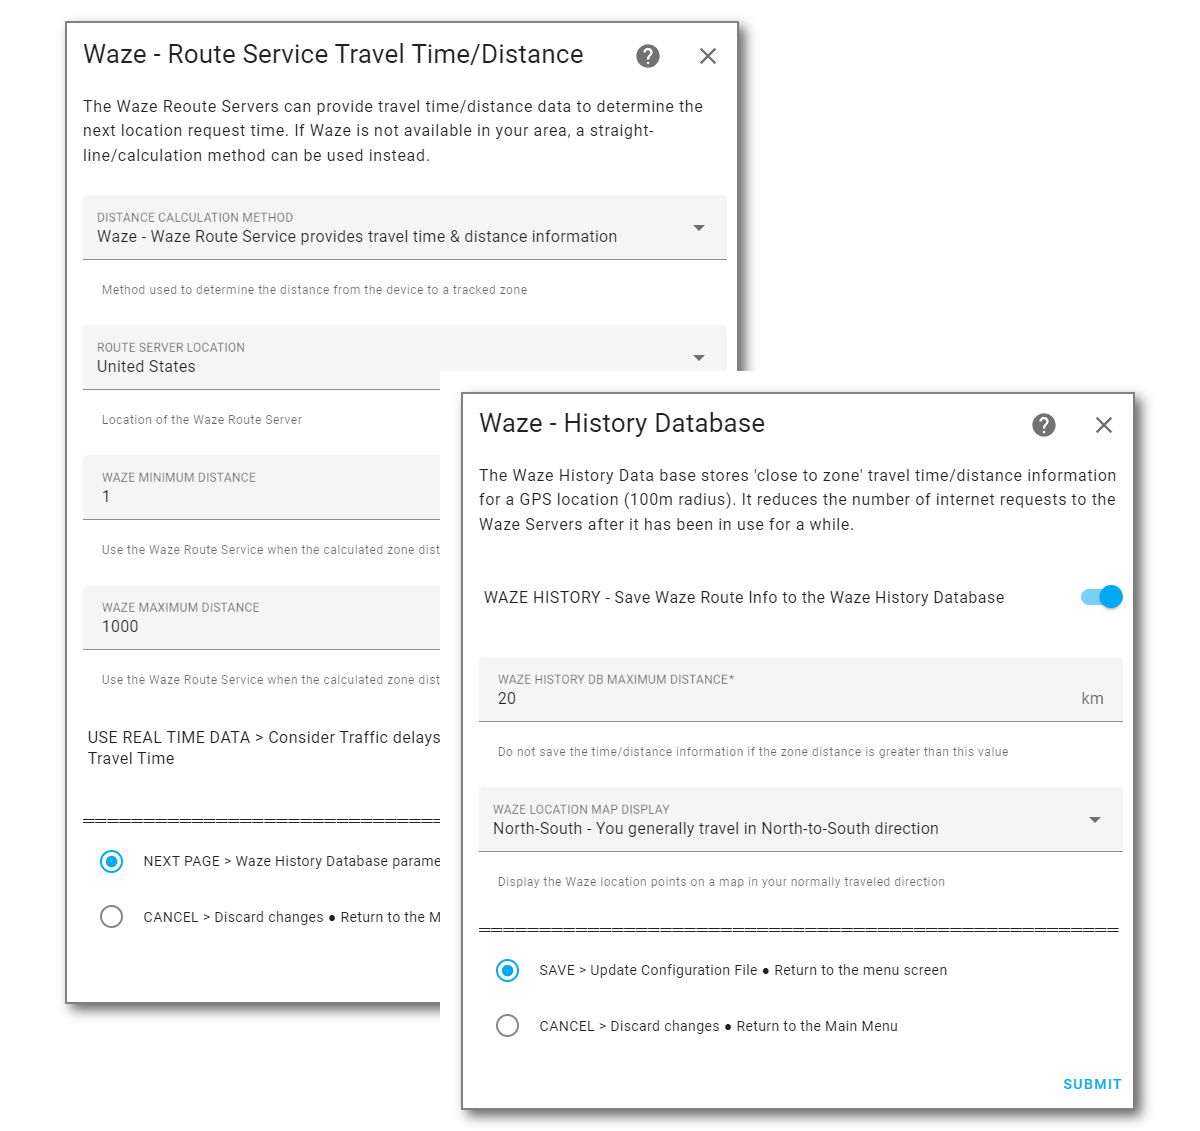 Waze - Route Service Travel Time/Distance
The Waze Reoute Servers can provide travel time/distance data to determine the
next location request time. If Waze is not available in your area, a straight-
line/calculation method can be used instead.
DISTANCE CALCULATION METHOD
Waze - Waze Route Service provides travel time & distance information
Method used to determine the distance from the device to a tracked zone
ROUTE SERVER LOCATION
United States
Location of the Waze Route Server
WAZE MINIMUM DISTANCE
1
Use the Waze Route Service when the calculated zone dist
WAZE MAXIMUM DISTANCE
1000
Use the Waze Route Service when the calculated zone dist
USE REAL TIME DATA > Consider Traffic delays
Travel Time
NEXT PAGE > Waze History Database parame
CANCEL > Discard changes ● Return to the M
Waze - History Database
The Waze History Data base stores 'close to zone' travel time/distance information
for a GPS location (100m radius). It reduces the number of internet requests to the
Waze Servers after it has been in use for a while.
WAZE HISTORY - Save Waze Route Info to the Waze History Database
WAZE HISTORY DB MAXIMUM DISTANCE*
20 km
Do not save the time/distance information if the zone distance is greater than this value
WAZE LOCATION MAP DISPLAY
North-South - You generally travel in North-to-South direction
Display the Waze location points on a map in your normally traveled direction
SAVE > Update Configuration File ● Return to the menu screen
CANCEL > Discard changes ● Return to the Main Menu
SUBMIT